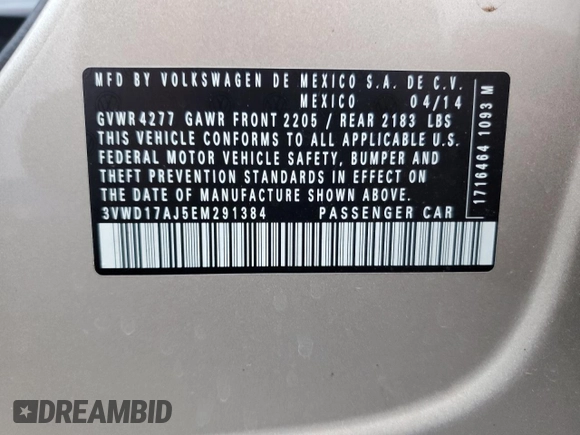 MFD BY VOLKSWAGEN DE MEXICO S.A. DE C.V.
MEXICO 04/14
GVWR 4277 GAWR FRONT 2205 / REAR 2183 LBS
THIS VEHICLE CONFORMS TO ALL APPLICABLE U.S.
FEDERAL MOTOR VEHICLE SAFETY, BUMPER AND
THEFT PREVENTION STANDARDS IN EFFECT ON
THE DATE OF MANUFACTURE SHOWN ABOVE.
3VWD17AJ5EM291384 PASSENGER CAR
1716464 1093 M
DREAMBID